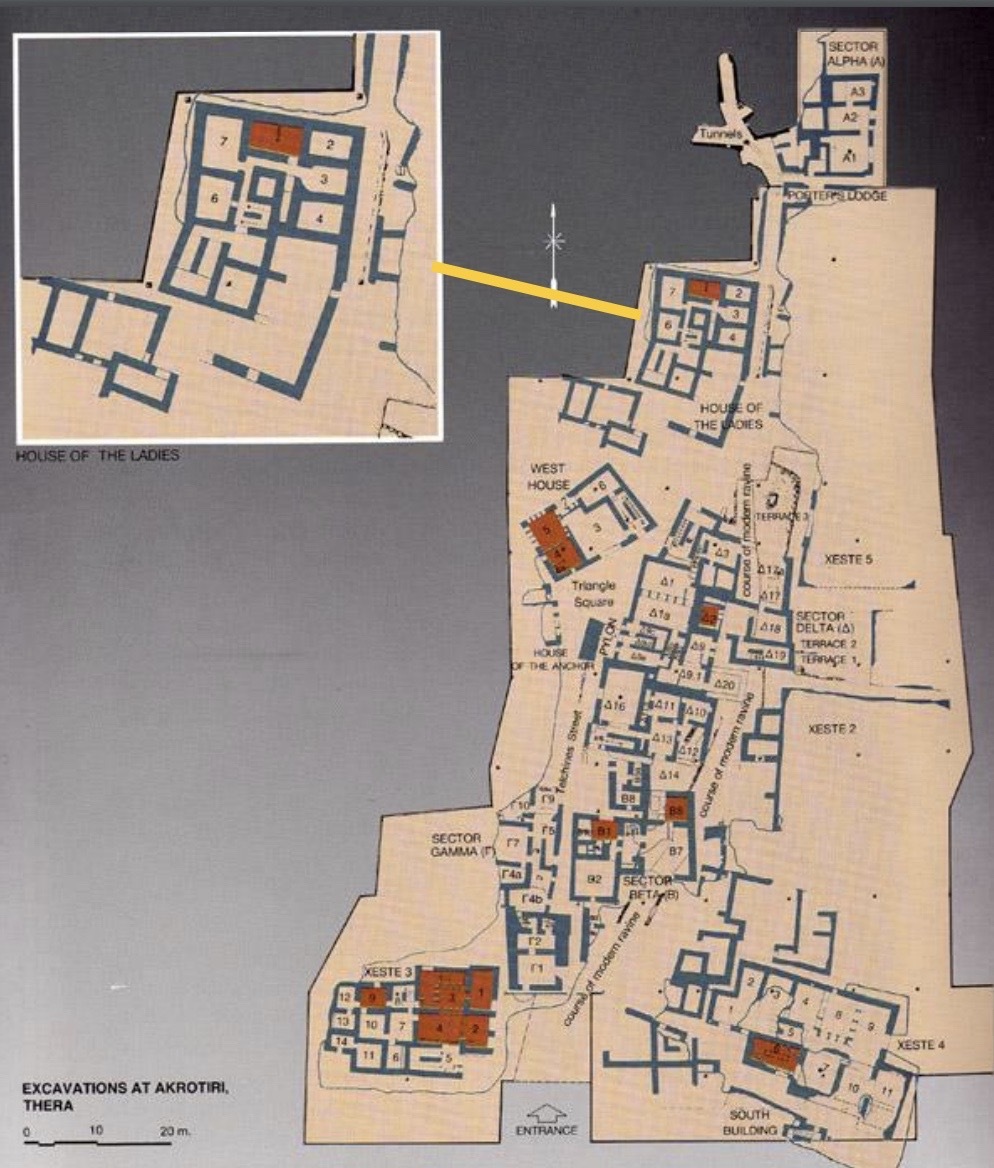 SECTOR
ALPHA (A)
A3
A2
A1
Tunnels
PORTER'S LODGE
1
7
2
3
6
4
HOUSE OF THE LADIES
1
7
2
3
6
4
HOUSE OF
THE LADIES
WEST
HOUSE
6
2
5
3
4
course of modern ravine
TERRACE 3
XESTE 5
Triangle
Square
Δ3
Δ1
Δ1a
Δ2
Δ17a
Δ17
Δ18
Δ19
SECTOR
DELTA (Δ)
TERRACE 2
TERRACE 1
PYLON
HOUSE
OF THE ANCHOR
Δ9
Δ9.1
Δ20
Δ16
Δ11
Δ10
Δ13
Δ12
Δ14
XESTE 2
Telchines Street
course of modern ravine
Γ10
Γ9
B8
B6
SECTOR
GAMMA (Γ)
Γ7
Γ5
B1
B7
Γ4a
B2
SECTOR
BETA (B)
Γ4b
Γ2
Γ1
course of modern ravine
XESTE 3
12
9
3
1
13
10
7
4
2
14
11
6
5
2
3
4
1
8
9
5
6
7
10
11
XESTE 4
SOUTH
BUILDING
ENTRANCE
EXCAVATIONS AT AKROTIRI,
THERA
0 10 20 m.